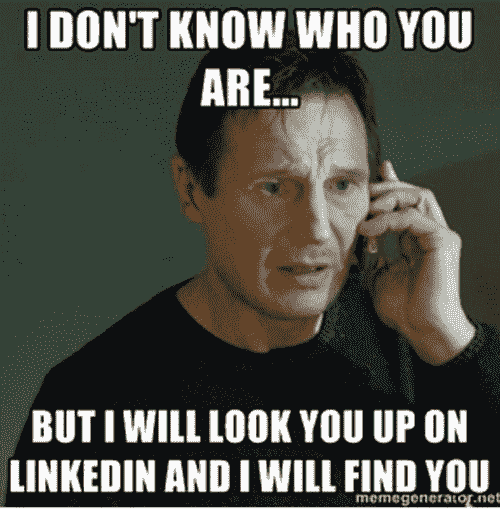 I DON'T KNOW WHO YOU
ARE...
BUT I WILL LOOK YOU UP ON
LINKEDIN AND I WILL FIND YOU
memegenerator.net